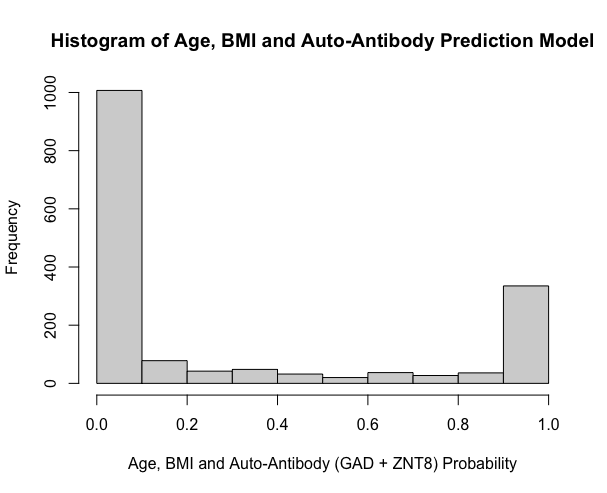 Histogram of Age, BMI and Auto-Antibody Prediction Model
Frequency
1000
800
600
400
200
0
0.0 0.2 0.4 0.6 0.8 1.0
Age, BMI and Auto-Antibody (GAD + ZNT8) Probability